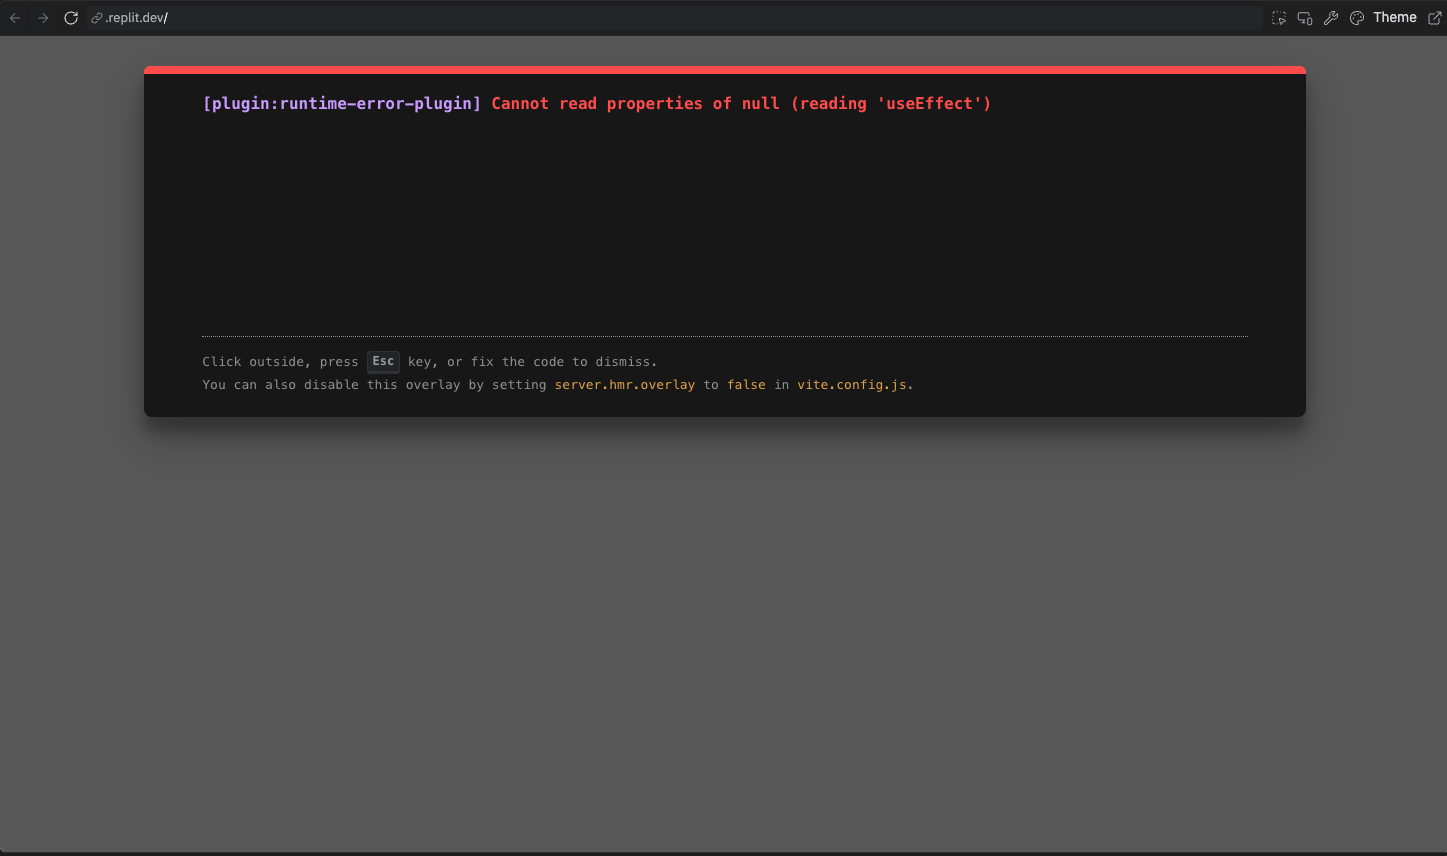 .replit.dev/
Theme
[plugin:runtime-error-plugin] Cannot read properties of null (reading 'useEffect')
Click outside, press Esc key, or fix the code to dismiss.
You can also disable this overlay by setting server.hmr.overlay to false in vite.config.js.